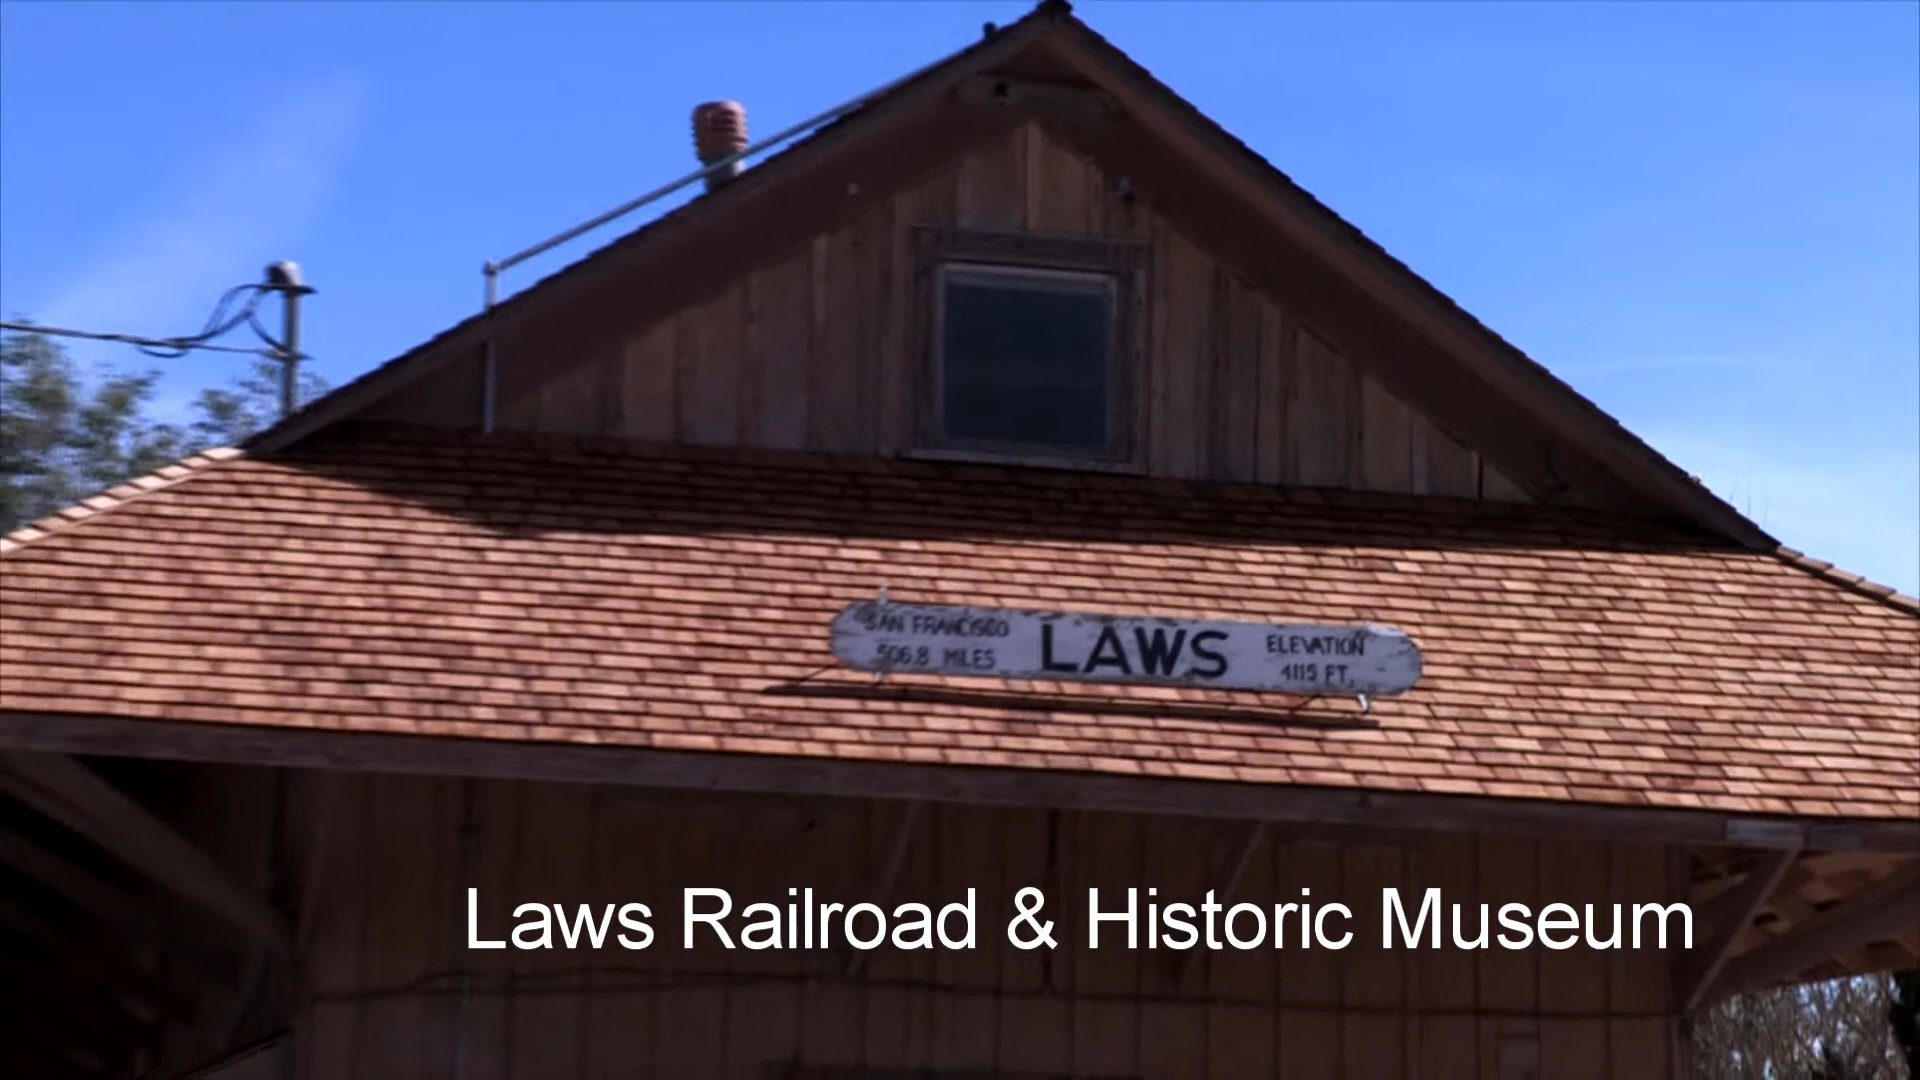 SAN FRANCISCO
506.8 MILES
LAWS
ELEVATION
4115 FT.
Laws Railroad & Historic Museum